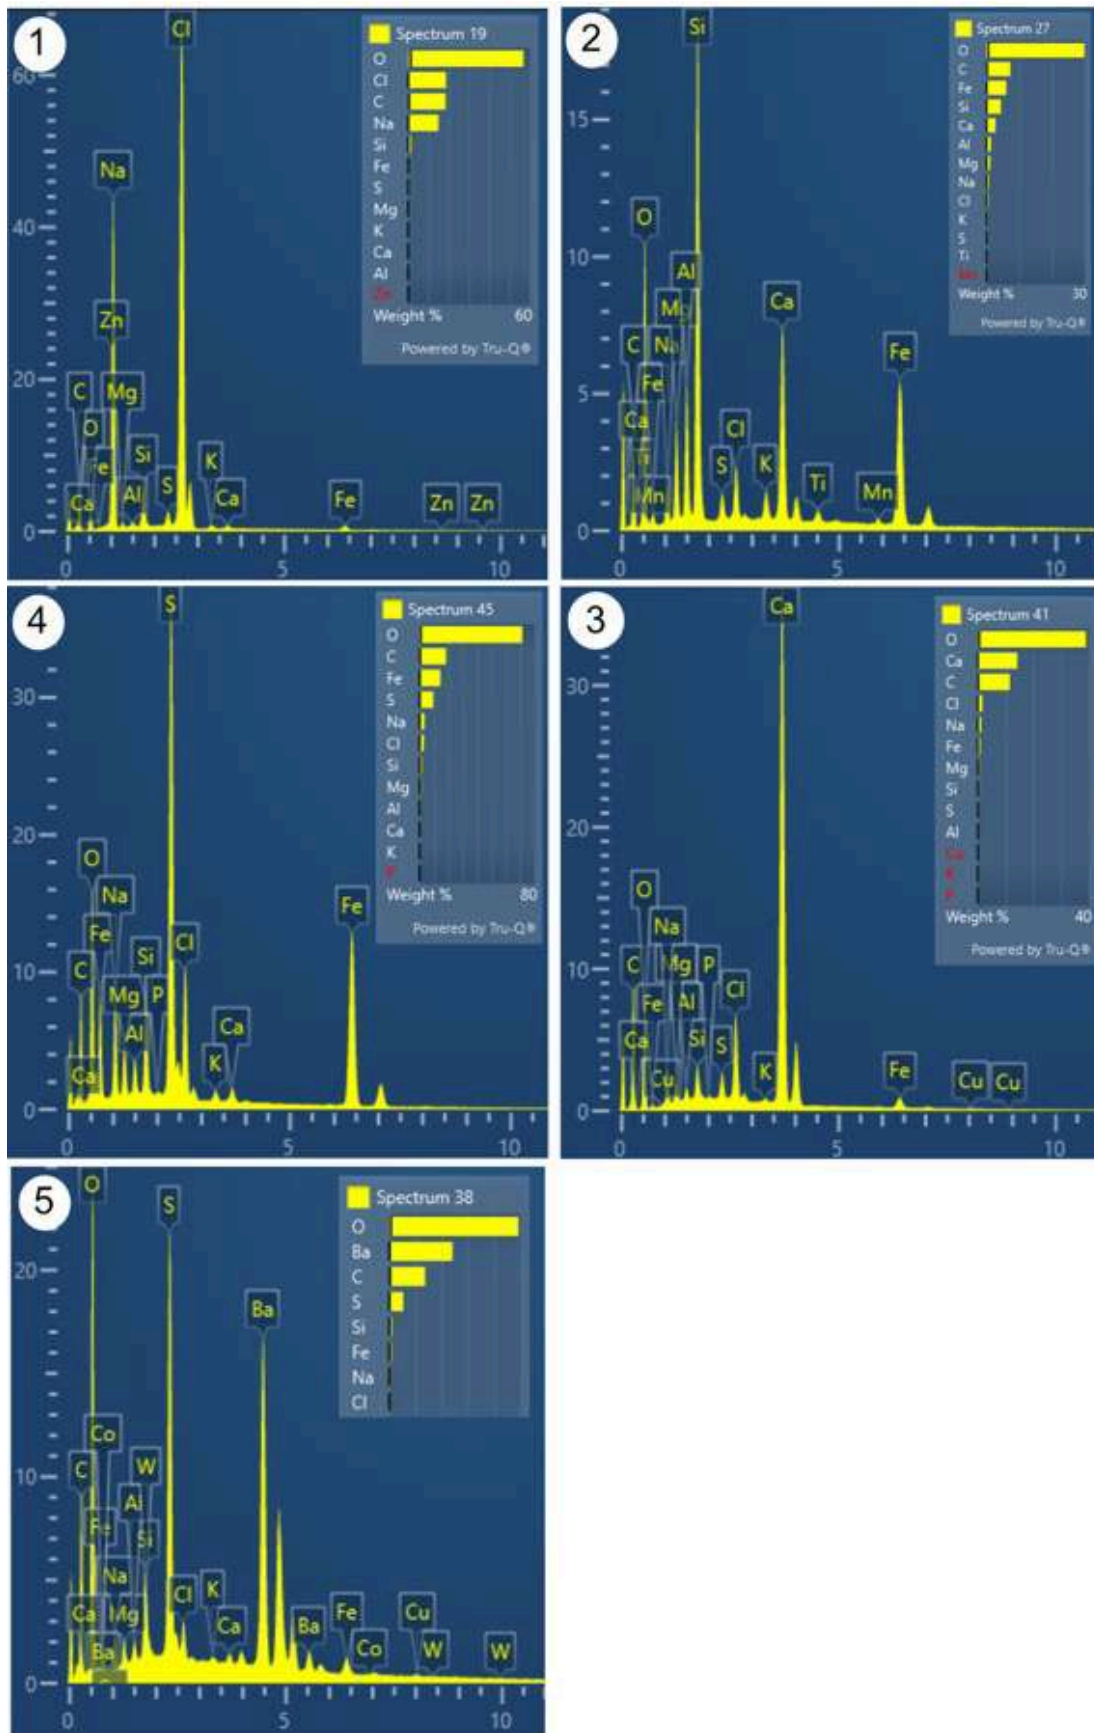 1
Cl
Spectrum 19
O
Cl
C
Na
Si
Fe
S
Mg
K
Ca
Al
Zn
Weight % 60
Powered by Tru-Q®
60
40
20
0
Na
Zn
C
Mg
O
Fe
Si
Ca
Al
S
K
Ca
Fe
Zn
Zn
0 5 10
2
Si
Spectrum 27
O
C
Fe
Si
Ca
Al
Mg
Na
Cl
K
S
Ti
Weight % 30
Powered by Tru-Q®
15
10
5
0
O
Al
Mg
Ca
C
Na
Fe
Fe
Ca
Cl
Ti
S
K
Mn
Ti
Mn
0 5 10
4
S
Spectrum 45
O
C
Fe
S
Na
Cl
Si
Mg
Al
Ca
K
P
Weight % 80
Powered by Tru-Q®
30
20
10
0
O
Na
Fe
Fe
C
Si
Cl
Mg
P
Ca
Al
K
Ca
0 5 10
3
Ca
Spectrum 41
O
Ca
C
Cl
Na
Fe
Mg
Si
S
Al
K
P
Weight % 40
Powered by Tru-Q®
30
20
10
0
O
Na
C
Mg
P
Fe
Al
Cl
Ca
Si
S
Cu
K
Fe
Cu
Cu
0 5 10
5
O
S
Spectrum 38
O
Ba
C
S
Si
Fe
Na
Cl
20
10
0
Ba
Co
C
W
Al
Fe
Si
Na
K
Ca
Mg
Cl
Ca
Ba
Ba
Fe
Co
Cu
W
W
0 5 10